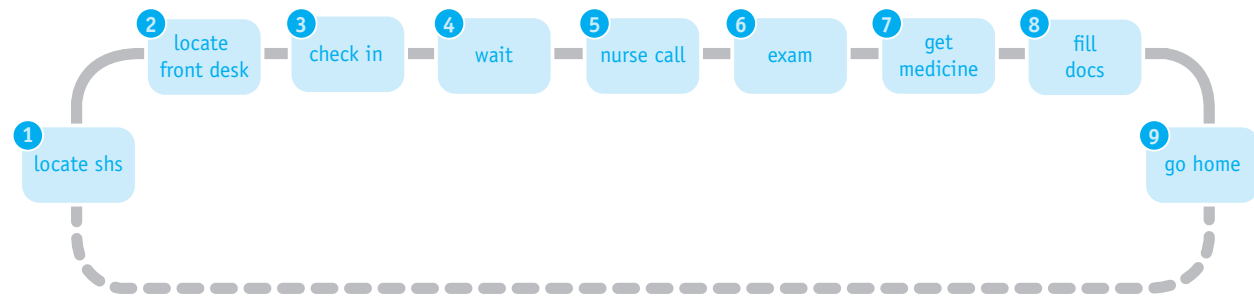 1
locate shs
2
locate
front desk
3
check in
4
wait
5
nurse call
6
exam
7
get
medicine
8
fill
docs
9
go home